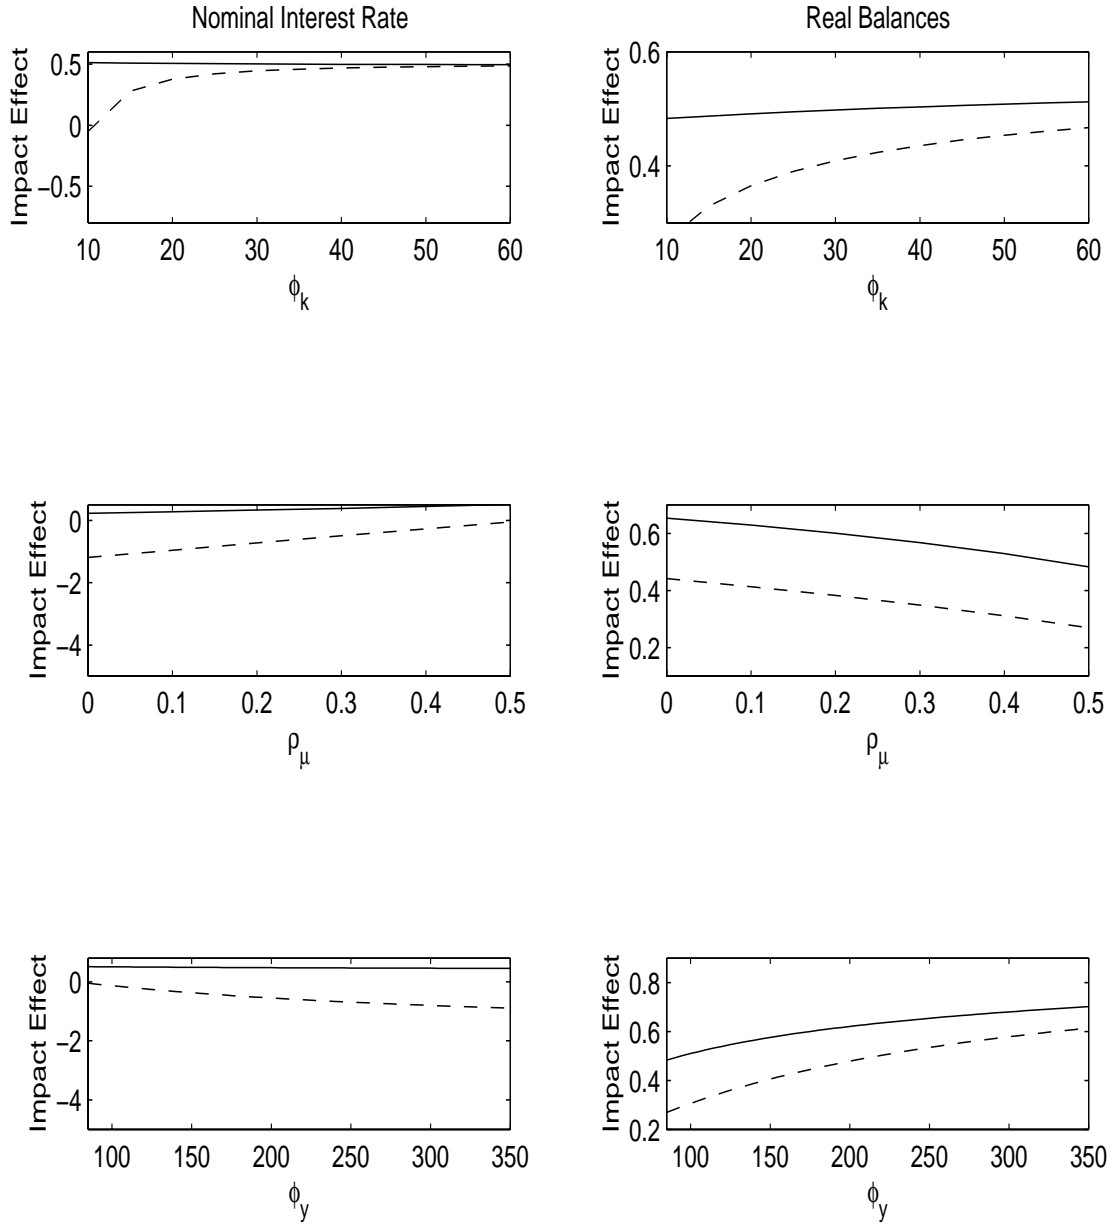 Nominal Interest Rate
Real Balances
Impact Effect
0.5
0
−0.5
10 20 30 40 50 60
ϕk
Impact Effect
0.6
0.4
10 20 30 40 50 60
ϕk
Impact Effect
0
−2
−4
0 0.1 0.2 0.3 0.4 0.5
ρμ
Impact Effect
0.6
0.4
0.2
0 0.1 0.2 0.3 0.4 0.5
ρμ
Impact Effect
0
−2
−4
100 150 200 250 300 350
ϕy
Impact Effect
0.8
0.6
0.4
0.2
100 150 200 250 300 350
ϕy